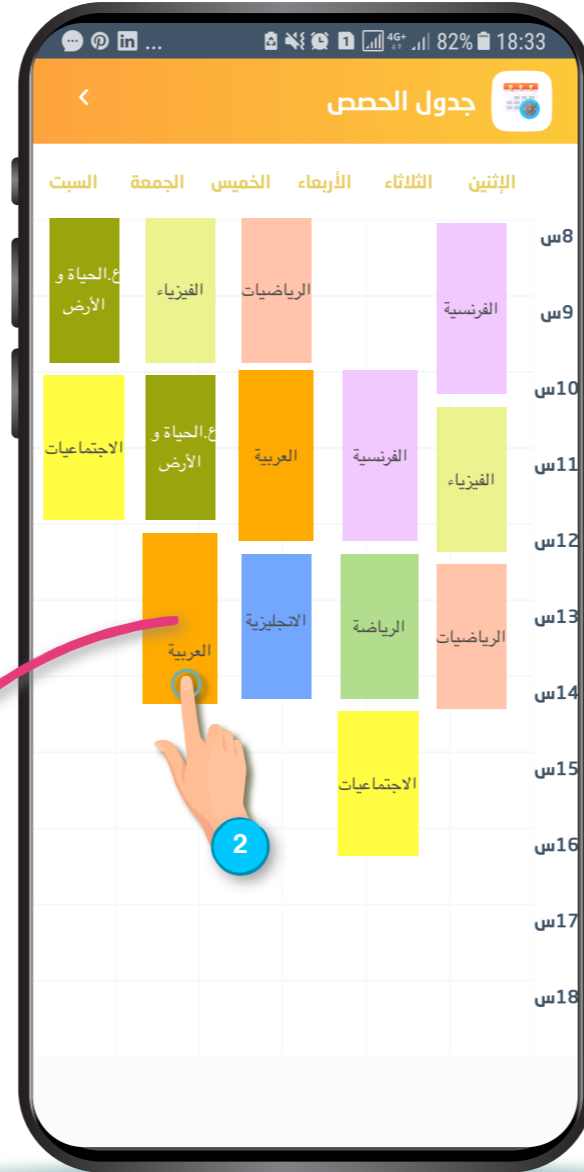 ... 4G+ 82% 18:33
جدول الحصص
الإثنين الثلاثاء الأربعاء الخميس الجمعة السبت
8س
9س
10س
11س
12س
13س
14س
15س
16س
17س
18س
الفرنسية
الفيزياء
الرياضيات
الفرنسية
الرياضة
الاجتماعيات
الرياضيات
العربية
الانجليزية
الفيزياء
ع.الحياة و
الأرض
العربية
ع.الحياة و
الأرض
الاجتماعيات
2